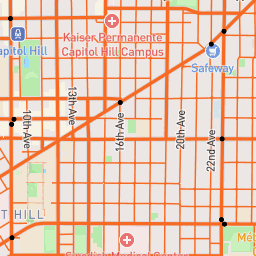 Kaiser Permanente
Capitol Hill Campus
Capitol Hill
Safeway
10th Ave
13th Ave
16th Ave
20th Ave
22nd Ave
T HILL
Mé